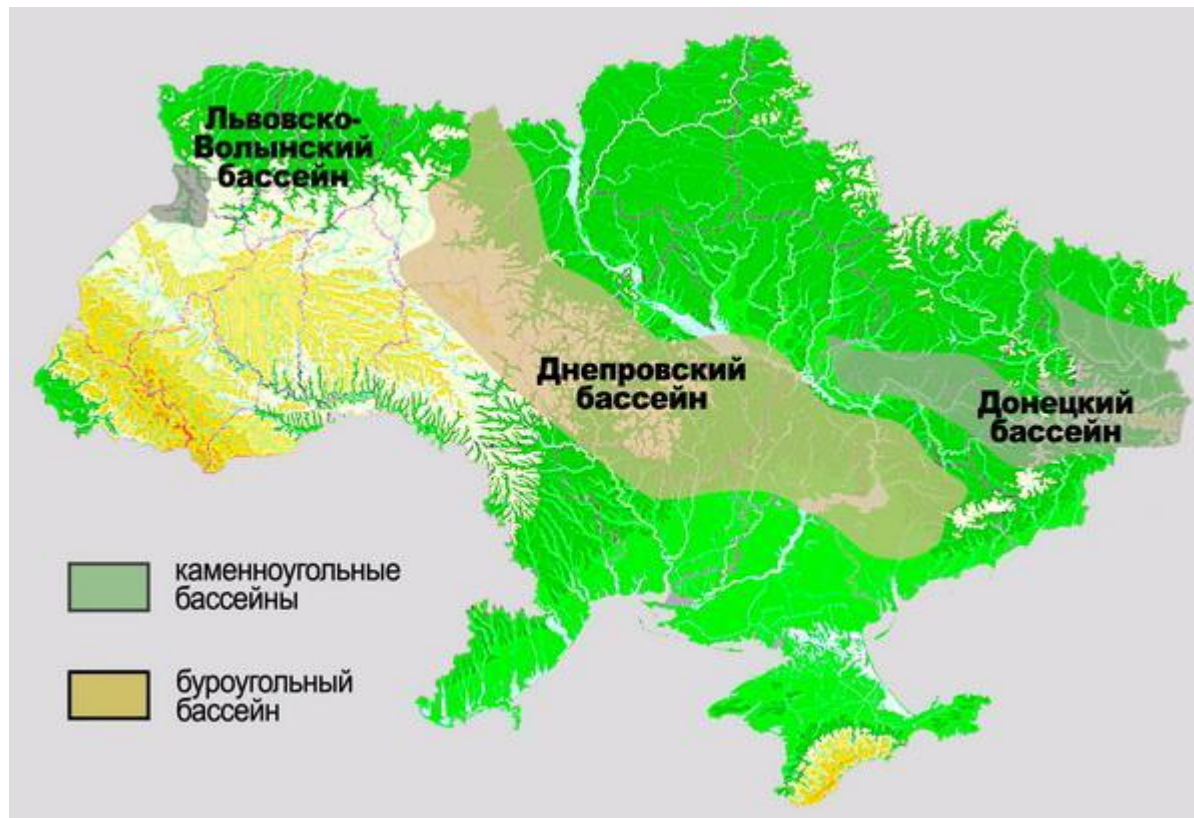 Львовско-
Волынский
бассейн
Днепровский
бассейн
Донецкий
бассейн
каменноугольные
бассейны
буроугольный
бассейн